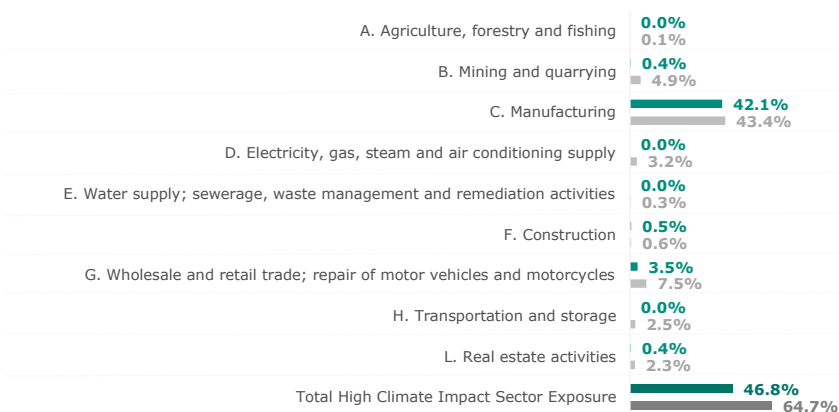 A. Agriculture, forestry and fishing
0.0%
0.1%
B. Mining and quarrying
0.4%
4.9%
C. Manufacturing
42.1%
43.4%
D. Electricity, gas, steam and air conditioning supply
0.0%
3.2%
E. Water supply; sewerage, waste management and remediation activities
0.0%
0.3%
F. Construction
0.5%
0.6%
G. Wholesale and retail trade; repair of motor vehicles and motorcycles
3.5%
7.5%
H. Transportation and storage
0.0%
2.5%
L. Real estate activities
0.4%
2.3%
Total High Climate Impact Sector Exposure
46.8%
64.7%